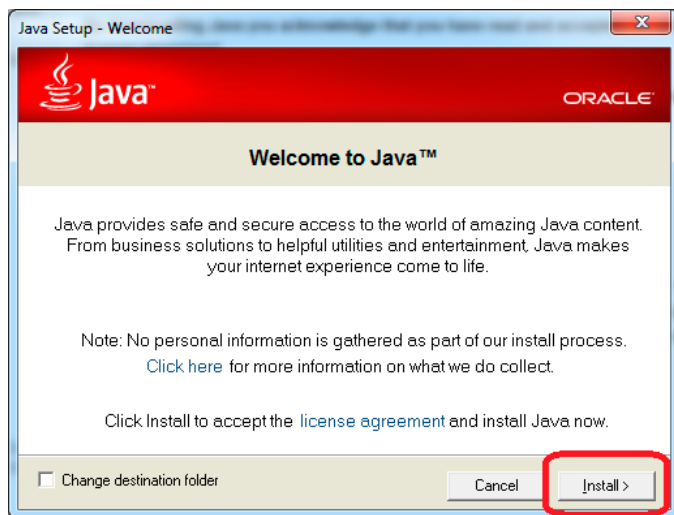 Java Setup - Welcome
Java™
ORACLE
Welcome to Java™
Java provides safe and secure access to the world of amazing Java content.
From business solutions to helpful utilities and entertainment, Java makes
your internet experience come to life.
Note: No personal information is gathered as part of our install process.
Click here for more information on what we do collect.
Click Install to accept the license agreement and install Java now.
Change destination folder
Cancel
Install >